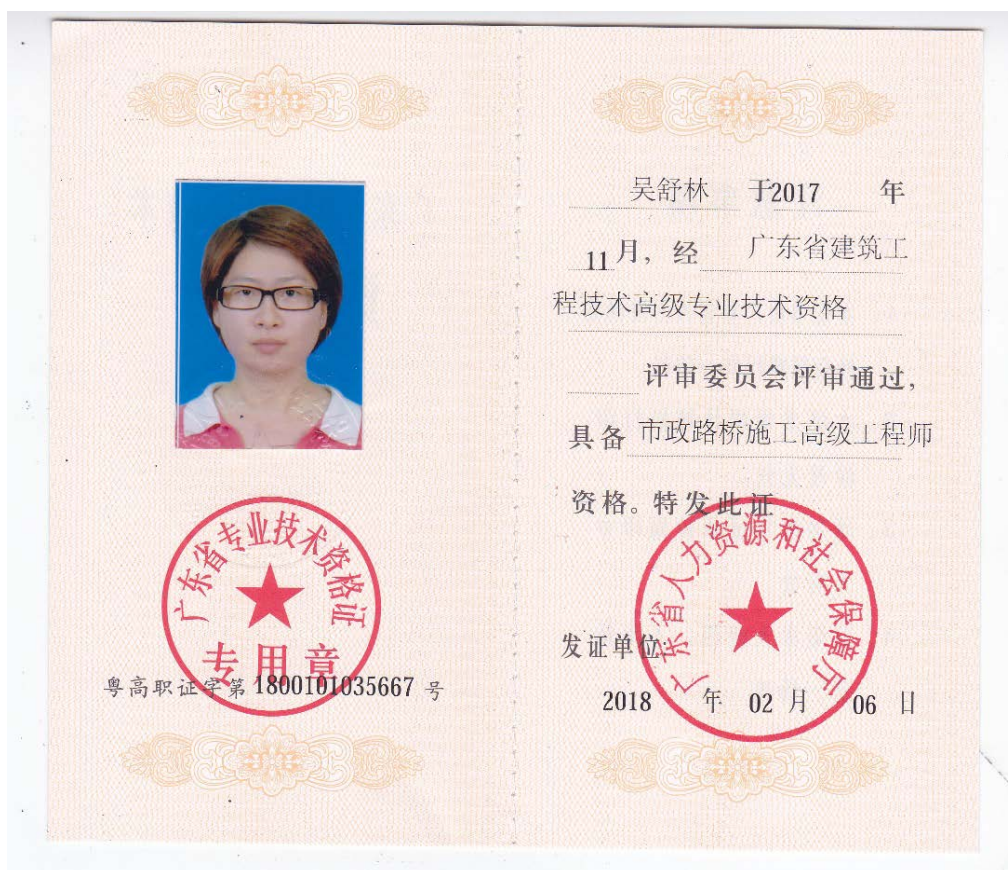 广东省专业技术资格证
专用章
粤高职证字第 1800101035667 号
吴舒林 于2017 年
11月，经 广东省建筑工
程技术高级专业技术资格
评审委员会评审通过，
具备 市政路桥施工高级工程师
资格。特发此证
广东省人力资源和社会保障厅
发证单位：
2018 年 02 月 06 日